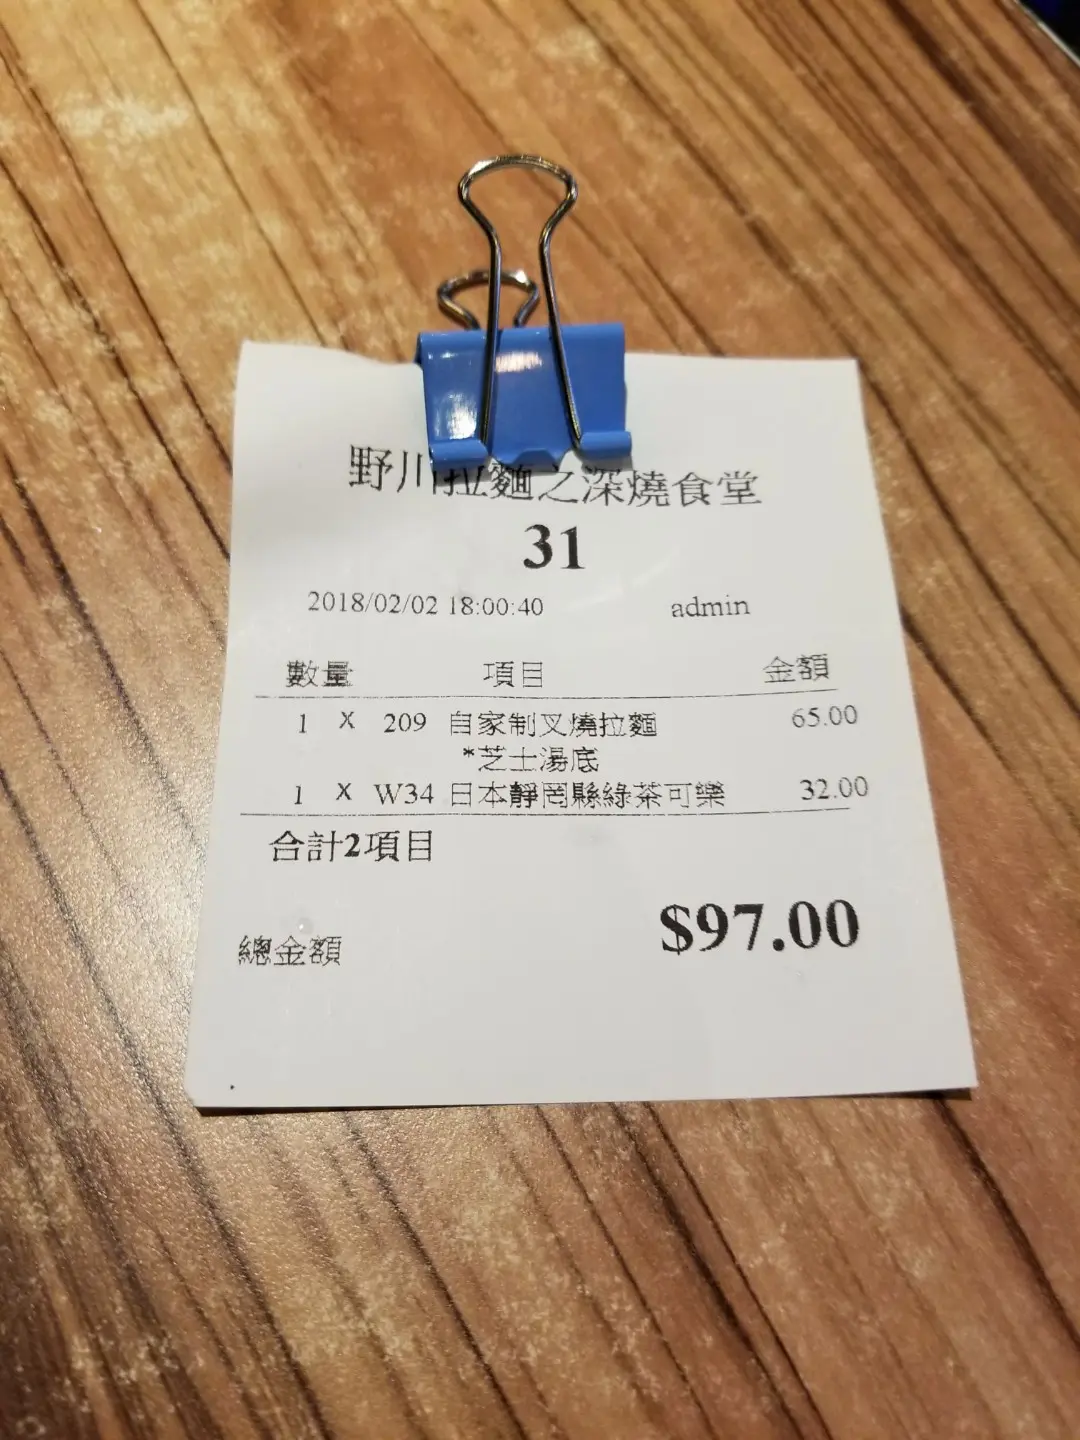 野川拉麵之深燒食堂
31
2018/02/02 18:00:40 admin
數量 項目 金額
1 X 209 自家制叉燒拉麵 65.00
*芝士湯底
1 X W34 日本靜岡縣綠茶可樂 32.00
合計2項目
總金額 $97.00